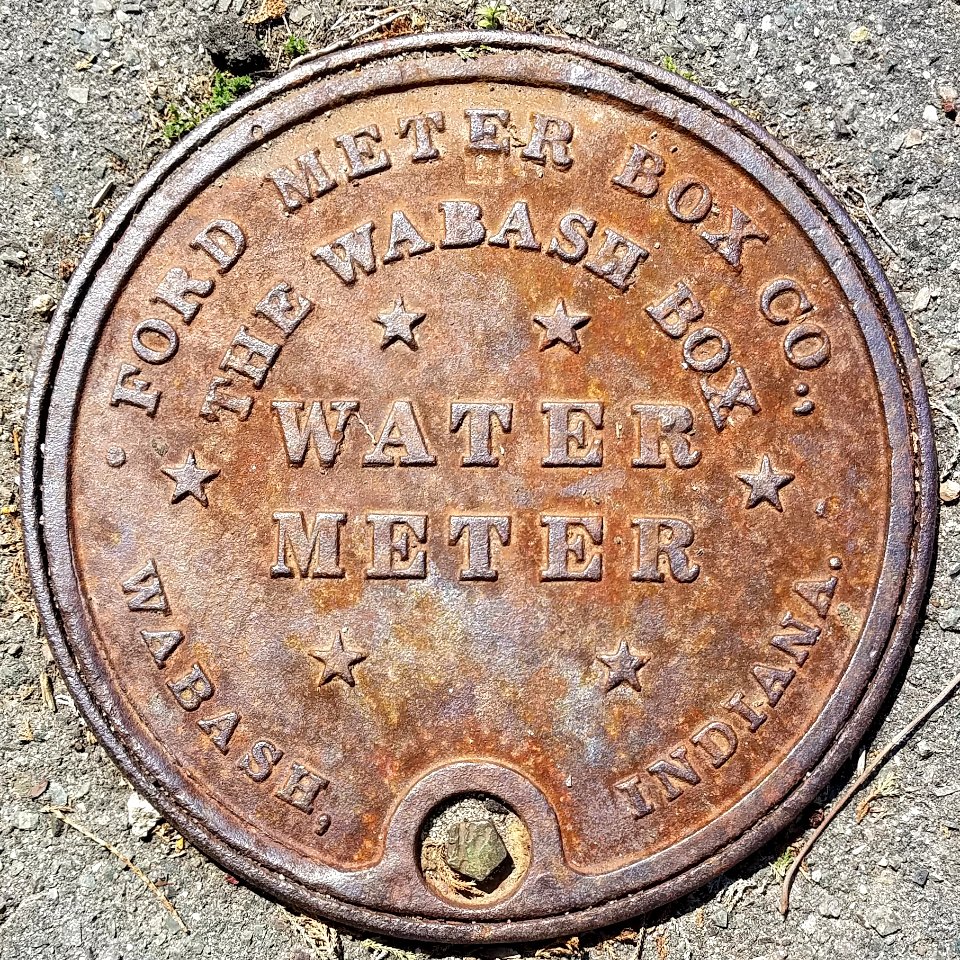 FORD METER BOX CO.,
THE WABASH BOX
WATER
METER
WABASH, INDIANA.